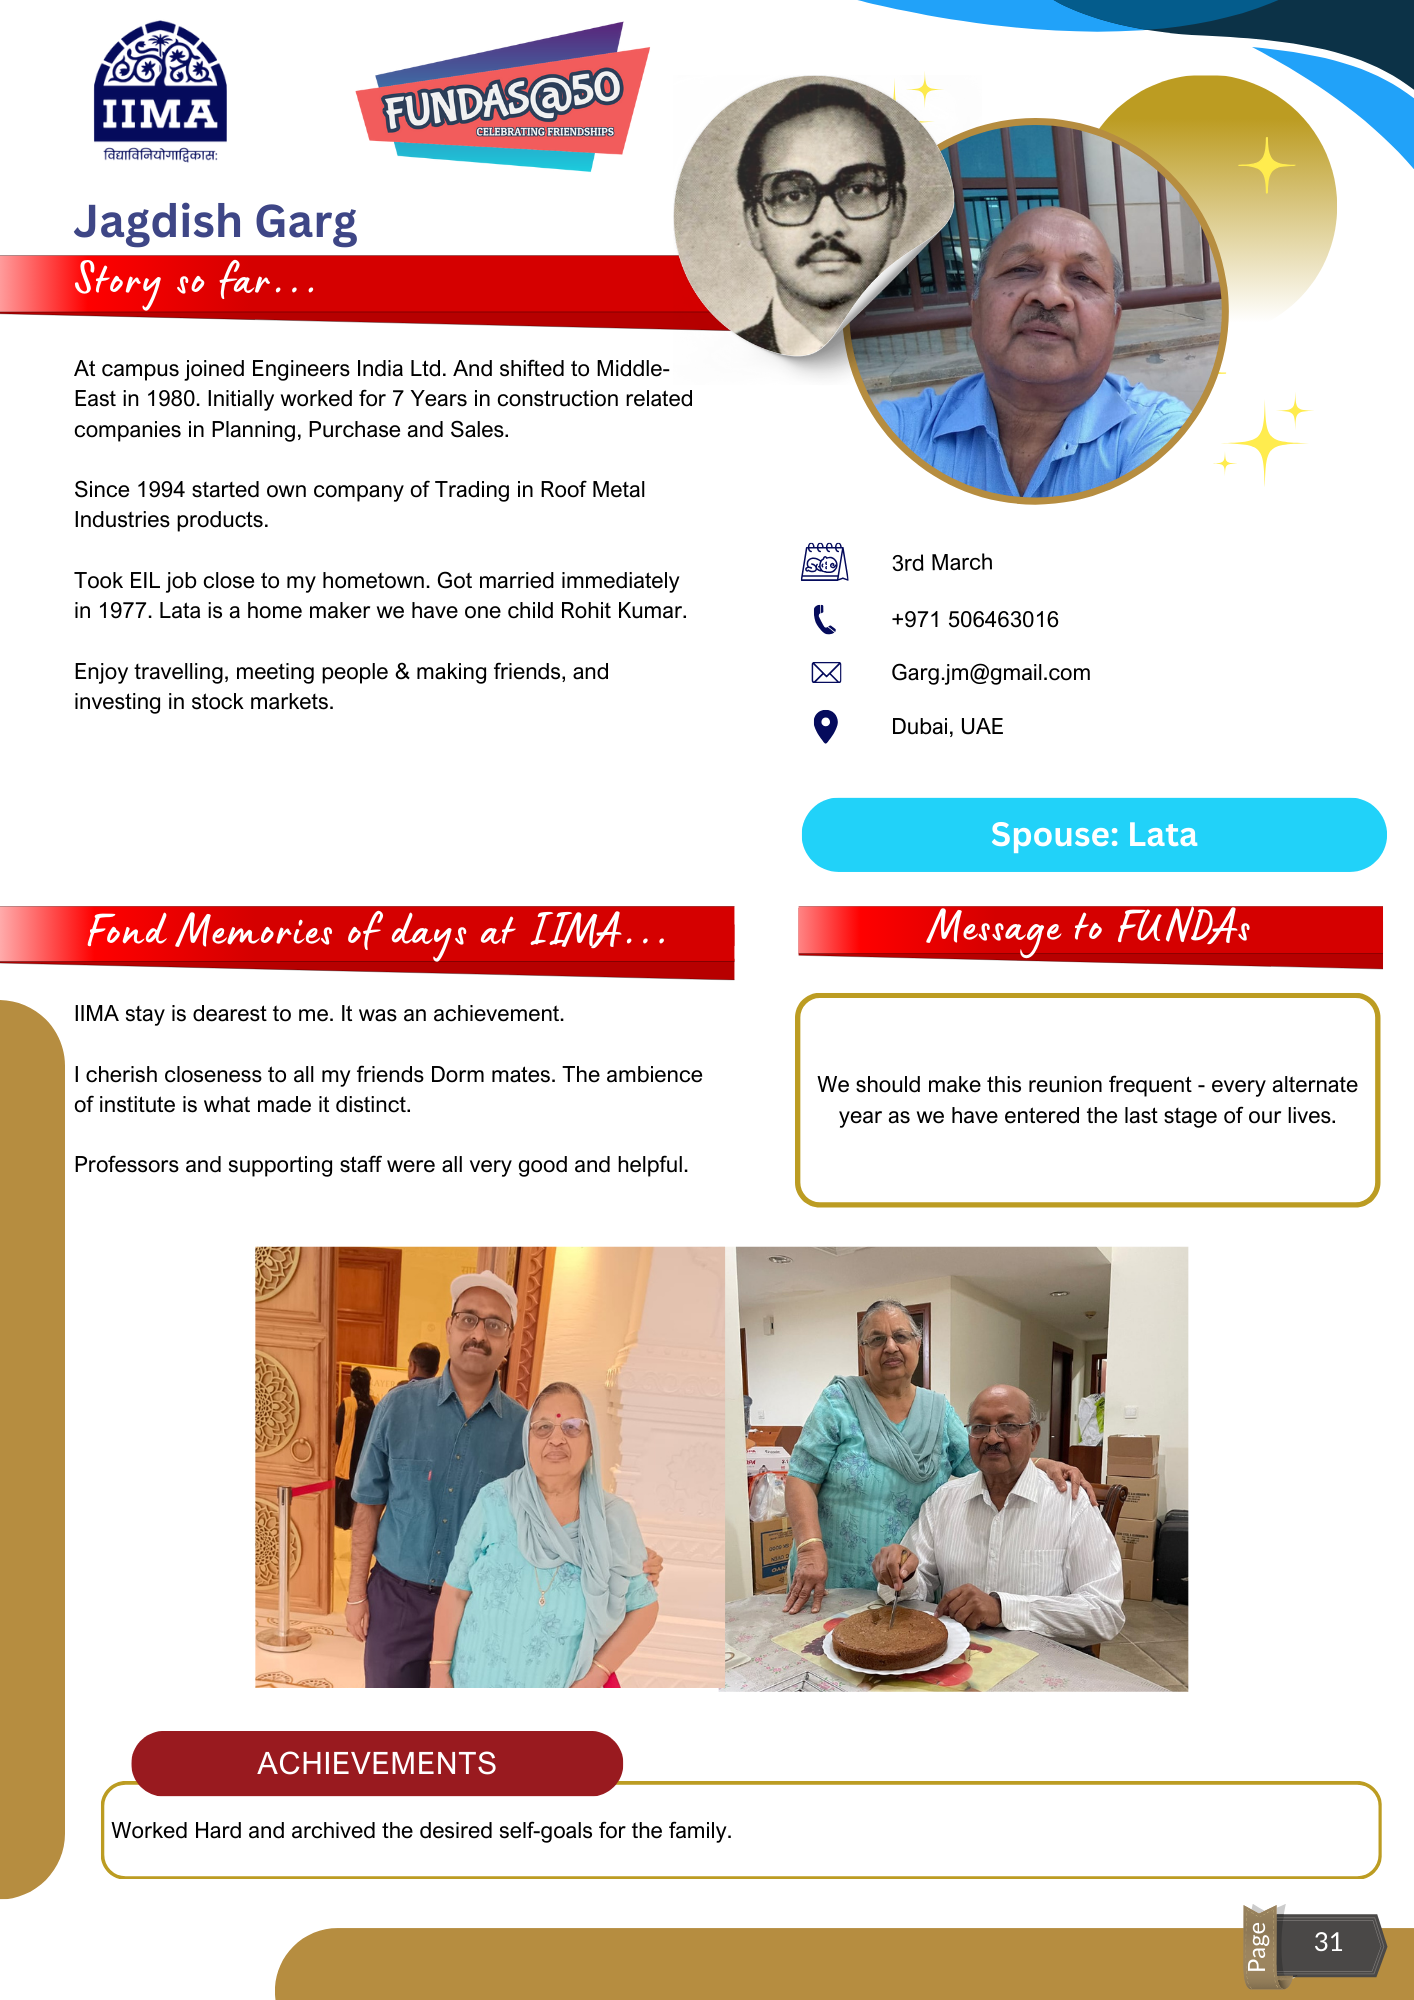 IIMA
विद्याविनियोगाद्विकास:
FUNDAS@50
CELEBRATING FRIENDSHIPS
Jagdish Garg
Story so far...
At campus joined Engineers India Ltd. And shifted to Middle-
East in 1980. Initially worked for 7 Years in construction related
companies in Planning, Purchase and Sales.
Since 1994 started own company of Trading in Roof Metal
Industries products.
Took EIL job close to my hometown. Got married immediately
in 1977. Lata is a home maker we have one child Rohit Kumar.
Enjoy travelling, meeting people & making friends, and
investing in stock markets.
3rd March
+971 506463016
Garg.jm@gmail.com
Dubai, UAE
Spouse: Lata
Fond Memories of days at IIMA...
IIMA stay is dearest to me. It was an achievement.
I cherish closeness to all my friends Dorm mates. The ambience
of institute is what made it distinct.
Professors and supporting staff were all very good and helpful.
Message to FUNDAs
We should make this reunion frequent - every alternate
year as we have entered the last stage of our lives.
ACHIEVEMENTS
Worked Hard and archived the desired self-goals for the family.
Page
31